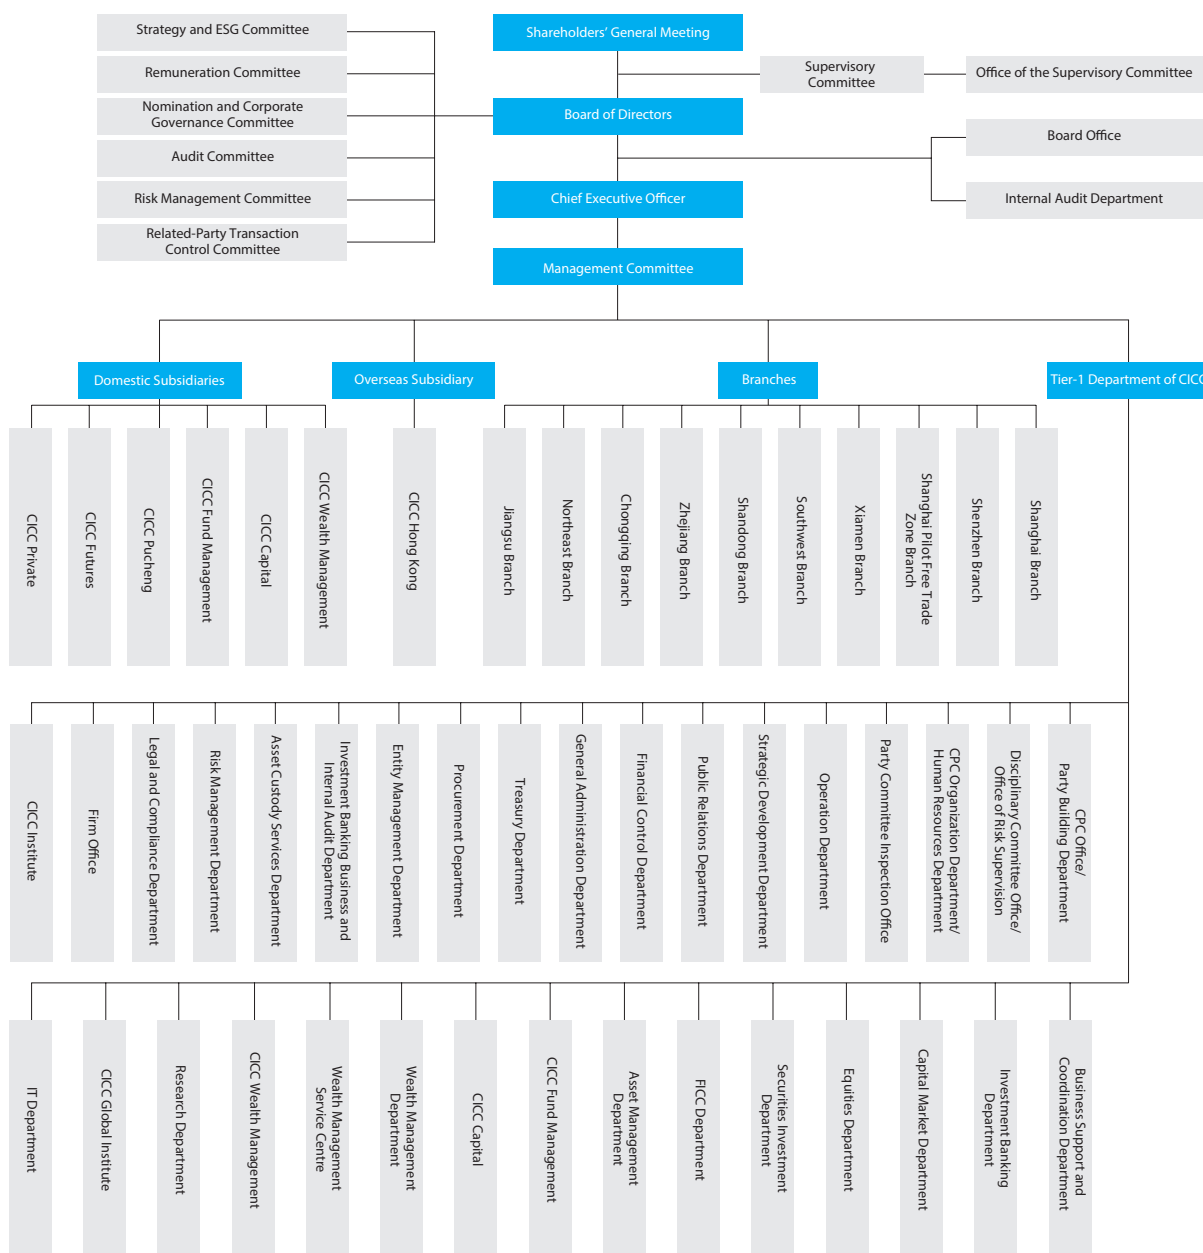 Strategy and ESG Committee
Remuneration Committee
Nomination and Corporate
Governance Committee
Audit Committee
Risk Management Committee
Related-Party Transaction
Control Committee
Shareholders’ General Meeting
Supervisory
Committee
Office of the Supervisory Committee
Board of Directors
Board Office
Internal Audit Department
Chief Executive Officer
Management Committee
Domestic Subsidiaries
Overseas Subsidiary
Branches
Tier-1 Department of CICC
CICC Private
CICC Futures
CICC Pucheng
CICC Fund Management
CICC Capital
CICC Wealth Management
CICC Hong Kong
Jiangsu Branch
Northeast Branch
Chongqing Branch
Zhejiang Branch
Shandong Branch
Southwest Branch
Xiamen Branch
Shanghai Pilot Free Trade
Zone Branch
Shenzhen Branch
Shanghai Branch
CICC Institute
Firm Office
Legal and Compliance Department
Risk Management Department
Asset Custody Services Department
Investment Banking Business and
Internal Audit Department
Entity Management Department
Procurement Department
Treasury Department
General Administration Department
Financial Control Department
Public Relations Department
Strategic Development Department
Operation Department
Party Committee Inspection Office
CPC Organization Department/
Human Resources Department
Disciplinary Committee Office/
Office of Risk Supervision
CPC Office/
Party Building Department
IT Department
CICC Global Institute
Research Department
CICC Wealth Management
Wealth Management
Service Centre
Wealth Management
Department
CICC Capital
CICC Fund Management
Asset Management
Department
FICC Department
Securities Investment
Department
Equities Department
Capital Market Department
Investment Banking
Department
Business Support and
Coordination Department